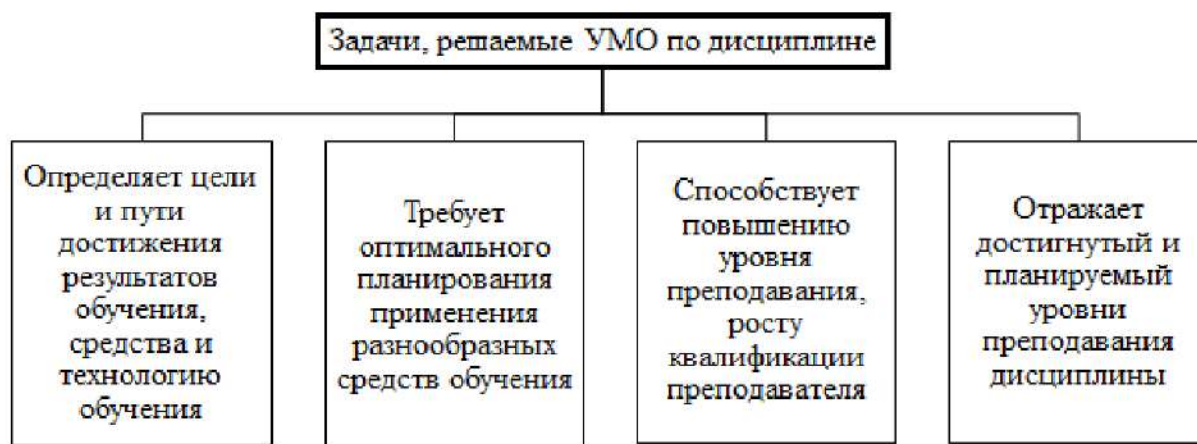 Задачи, решаемые УМО по дисциплине
Определяет цели
и пути
достижения
результатов
обучения,
средства и
технологию
обучения
Требует
оптимального
планирования
применения
разнообразных
средств обучения
Способствует
повышению
уровня
преподавания,
росту
квалификации
преподавателя
Отражает
достигнутый и
планируемый
уровни
преподавания
дисциплины